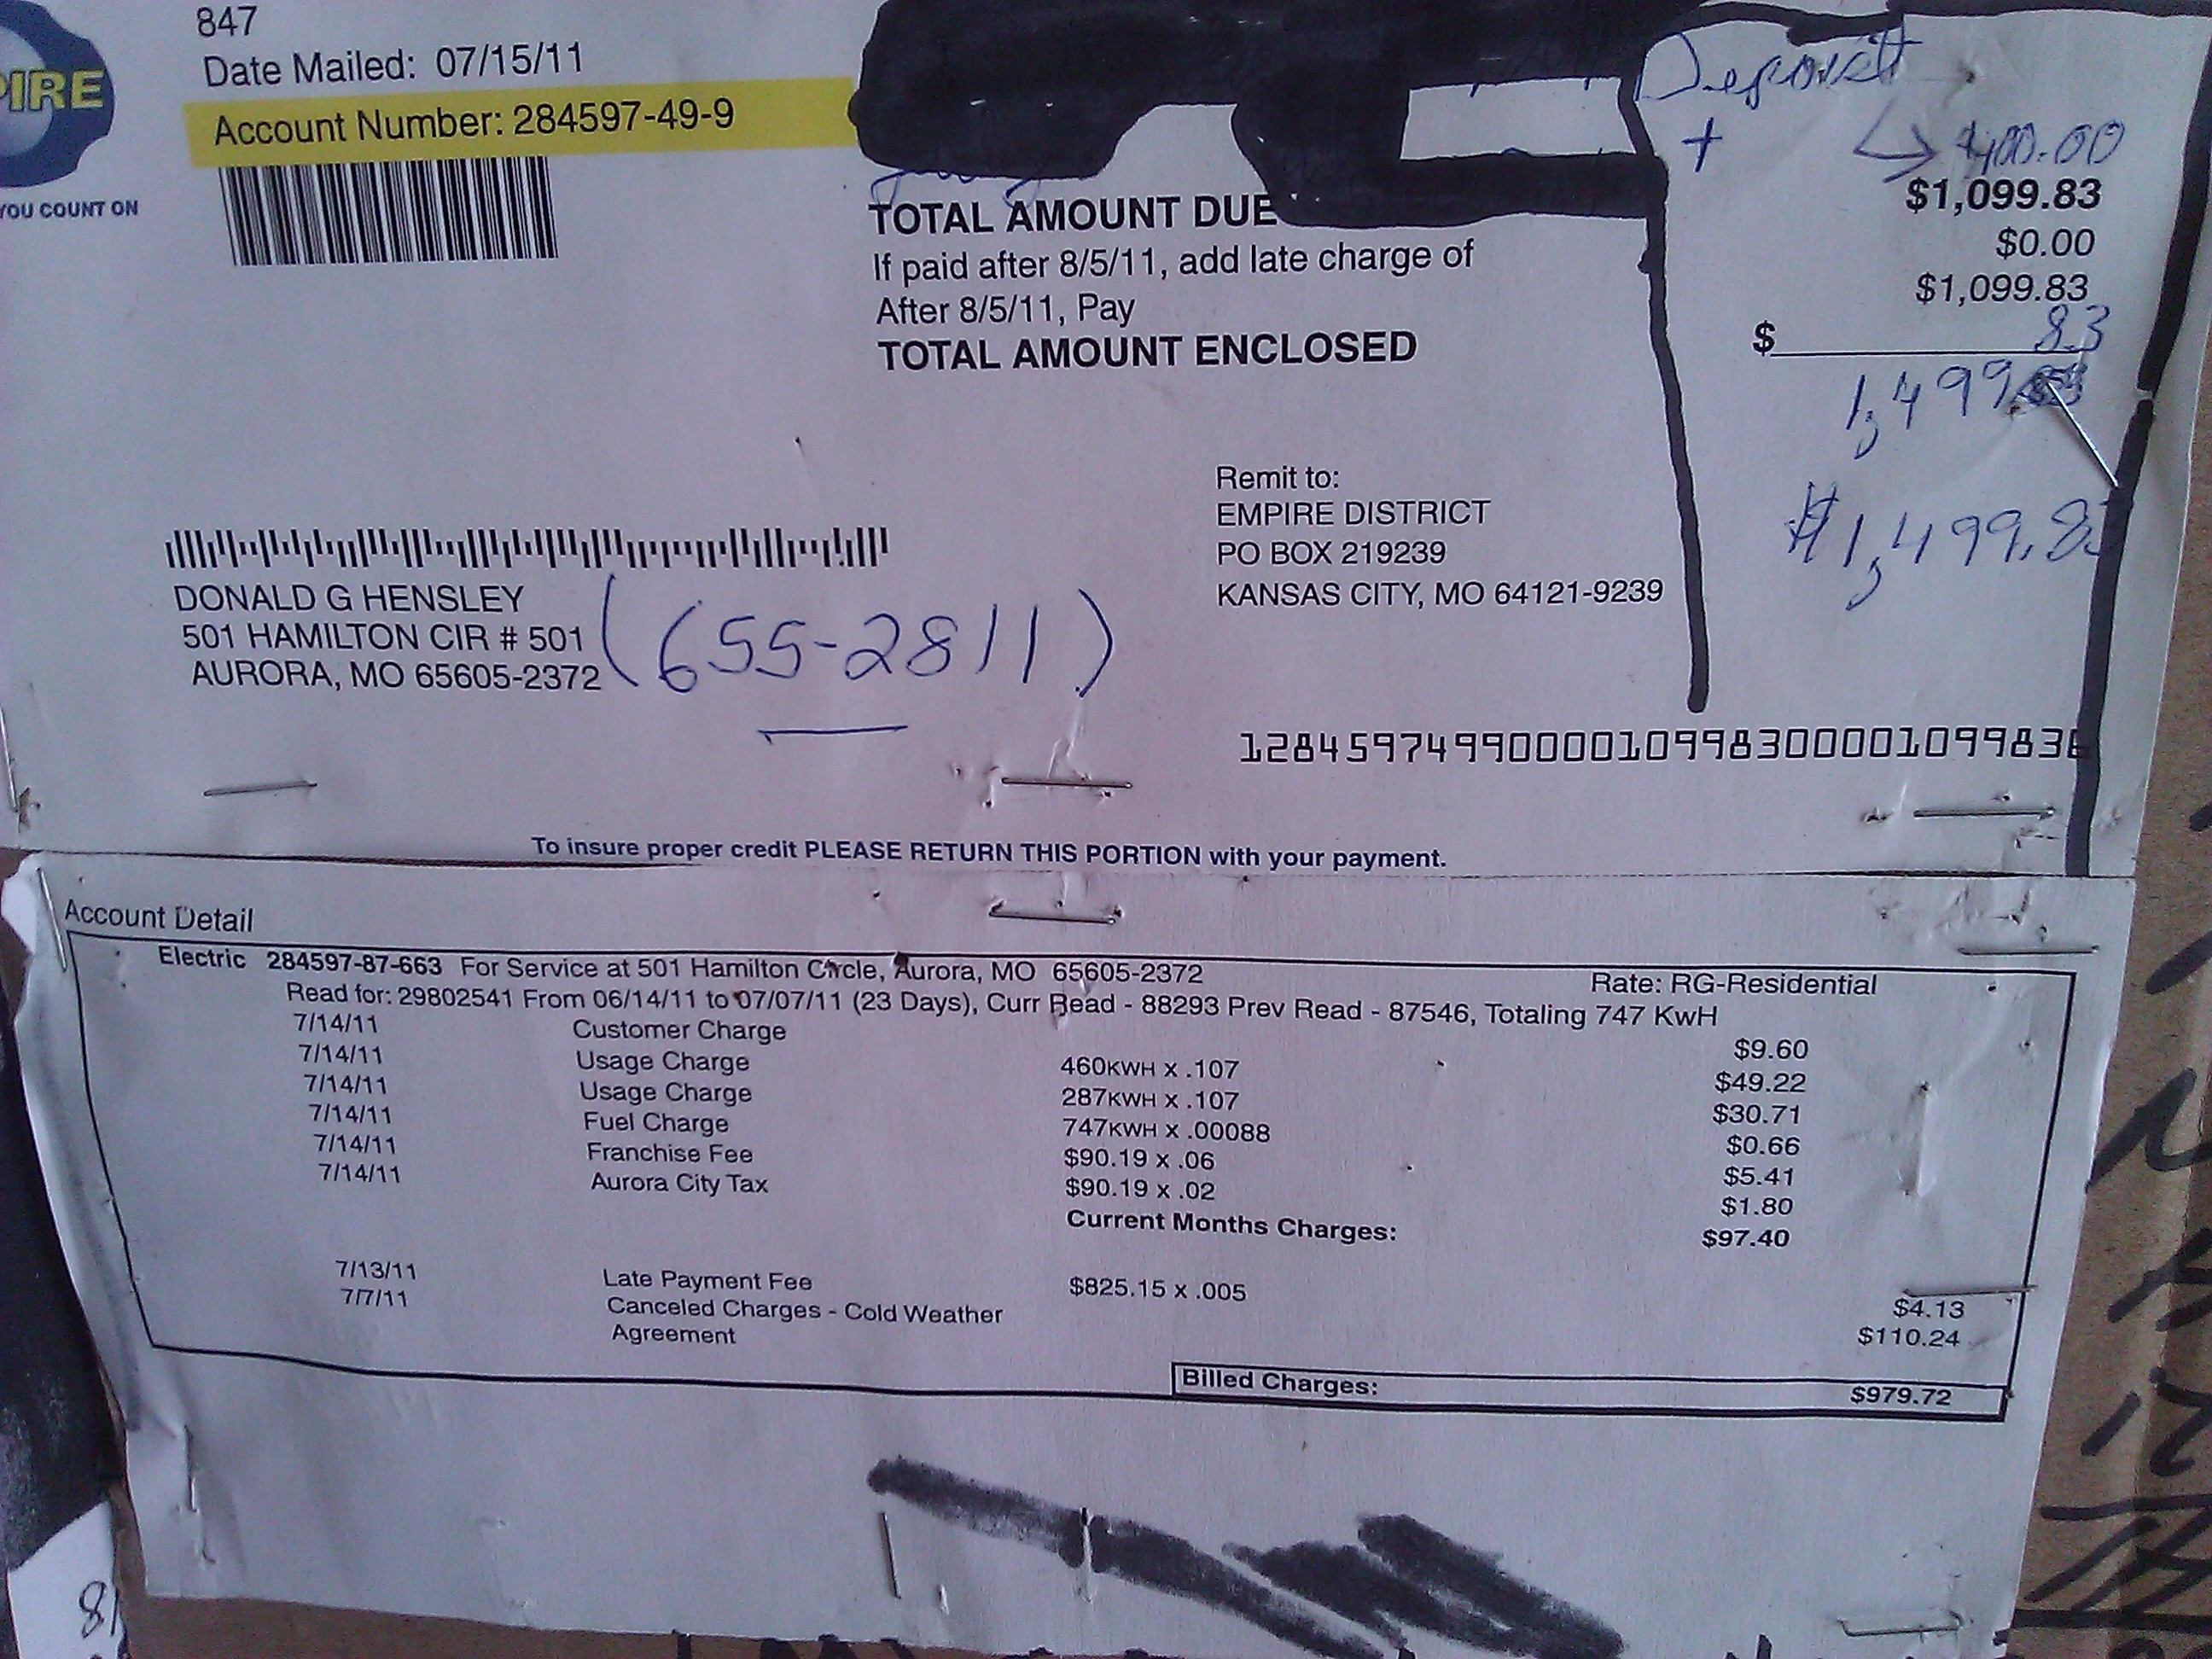 847
PIRE
Date Mailed: 07/15/11
Account Number: 284597-49-9
YOU COUNT ON
Deposit
+ $400.00
TOTAL AMOUNT DUE $1,099.83
If paid after 8/5/11, add late charge of $0.00
After 8/5/11, Pay $1,099.83
TOTAL AMOUNT ENCLOSED $
83
1,499.
$1,499.83
Remit to:
EMPIRE DISTRICT
PO BOX 219239
KANSAS CITY, MO 64121-9239
DONALD G HENSLEY
501 HAMILTON CIR # 501
AURORA, MO 65605-2372
(655-2811)
128459749900001099830000109983
To insure proper credit PLEASE RETURN THIS PORTION with your payment.
Account Detail
Electric 284597-87-663 For Service at 501 Hamilton Circle, Aurora, MO 65605-2372 Rate: RG-Residential
Read for: 29802541 From 06/14/11 to 07/07/11 (23 Days), Curr Read - 88293 Prev Read - 87546, Totaling 747 KwH
7/14/11 Customer Charge $9.60
7/14/11 Usage Charge 460KWH x .107 $49.22
7/14/11 Usage Charge 287KWH x .107 $30.71
7/14/11 Fuel Charge 747KWH x .00088 $0.66
7/14/11 Franchise Fee $90.19 x .06 $5.41
7/14/11 Aurora City Tax $90.19 x .02 $1.80
Current Months Charges: $97.40
7/13/11 Late Payment Fee $825.15 x .005 $4.13
7/7/11 Canceled Charges - Cold Weather $110.24
Agreement
Billed Charges: $979.72